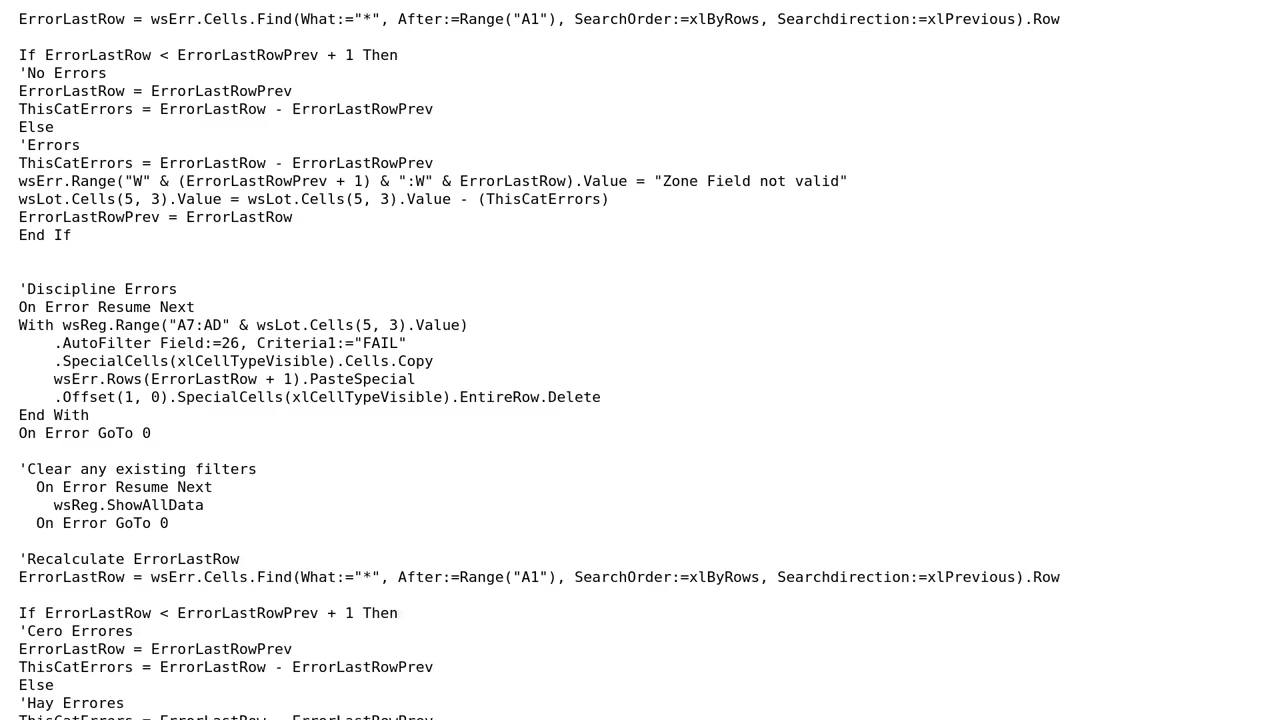 ErrorLastRow = wsErr.Cells.Find(What:="*", After:=Range("A1"), SearchOrder:=xlByRows, Searchdirection:=xlPrevious).Row
If ErrorLastRow < ErrorLastRowPrev + 1 Then
'No Errors
ErrorLastRow = ErrorLastRowPrev
ThisCatErrors = ErrorLastRow - ErrorLastRowPrev
Else
'Errors
ThisCatErrors = ErrorLastRow - ErrorLastRowPrev
wsErr.Range("W" & (ErrorLastRowPrev + 1) & ":W" & ErrorLastRow).Value = "Zone Field not valid"
wsLot.Cells(5, 3).Value = wsLot.Cells(5, 3).Value - (ThisCatErrors)
ErrorLastRowPrev = ErrorLastRow
End If
'Discipline Errors
On Error Resume Next
With wsReg.Range("A7:AD" & wsLot.Cells(5, 3).Value)
    .AutoFilter Field:=26, Criteria1:="FAIL"
    .SpecialCells(xlCellTypeVisible).Cells.Copy
    wsErr.Rows(ErrorLastRow + 1).PasteSpecial
    .Offset(1, 0).SpecialCells(xlCellTypeVisible).EntireRow.Delete
End With
On Error GoTo 0
'Clear any existing filters
  On Error Resume Next
    wsReg.ShowAllData
  On Error GoTo 0
'Recalculate ErrorLastRow
ErrorLastRow = wsErr.Cells.Find(What:="*", After:=Range("A1"), SearchOrder:=xlByRows, Searchdirection:=xlPrevious).Row
If ErrorLastRow < ErrorLastRowPrev + 1 Then
'Cero Errores
ErrorLastRow = ErrorLastRowPrev
ThisCatErrors = ErrorLastRow - ErrorLastRowPrev
Else
'Hay Errores
ThisCatErrors = ErrorLastRow - ErrorLastRowPrev